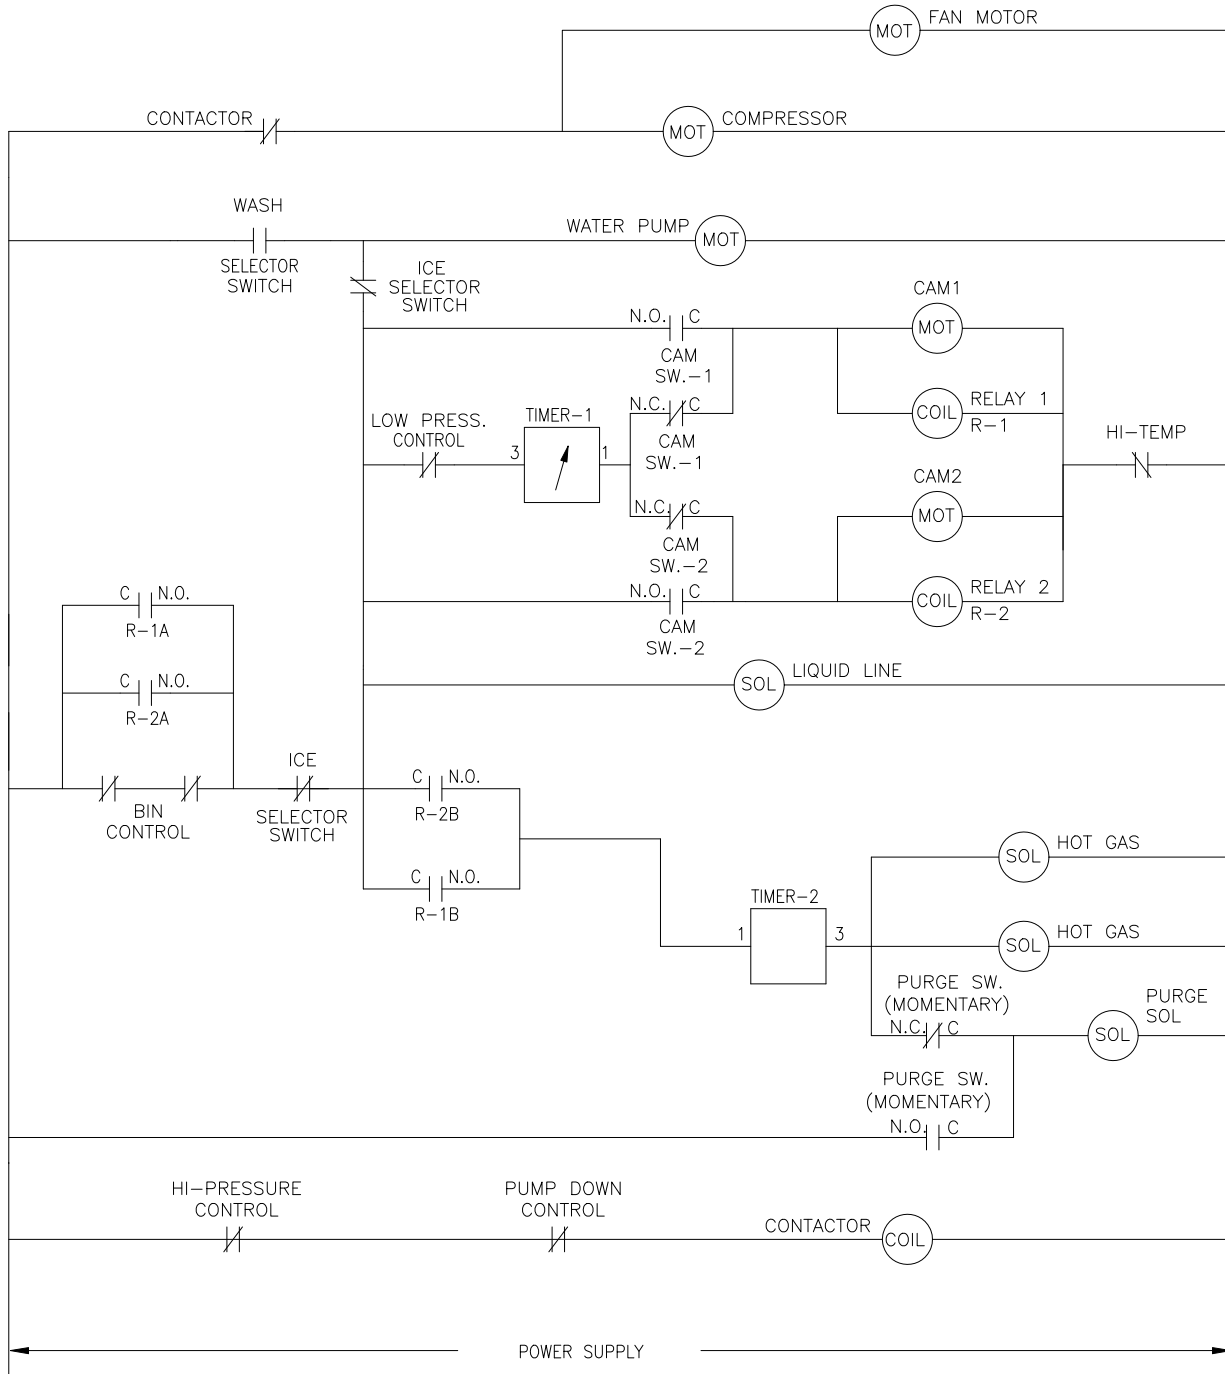 FAN MOTOR
MOT
CONTACTOR
MOT
COMPRESSOR
WASH
SELECTOR
SWITCH
WATER PUMP
MOT
ICE
SELECTOR
SWITCH
N.O. C
CAM
SW.-1
CAM1
MOT
N.C. C
CAM
SW.-1
COIL
RELAY 1
R-1
LOW PRESS.
CONTROL
TIMER-1
3
1
HI-TEMP
CAM2
MOT
N.C. C
CAM
SW.-2
N.O. C
CAM
SW.-2
COIL
RELAY 2
R-2
C N.O.
R-1A
C N.O.
R-2A
SOL
LIQUID LINE
BIN
CONTROL
ICE
SELECTOR
SWITCH
C N.O.
R-2B
C N.O.
R-1B
TIMER-2
1
3
SOL
HOT GAS
SOL
HOT GAS
PURGE SW.
(MOMENTARY)
N.C. C
PURGE
SOL
SOL
PURGE SW.
(MOMENTARY)
N.O. C
HI-PRESSURE
CONTROL
PUMP DOWN
CONTROL
CONTACTOR
COIL
POWER SUPPLY